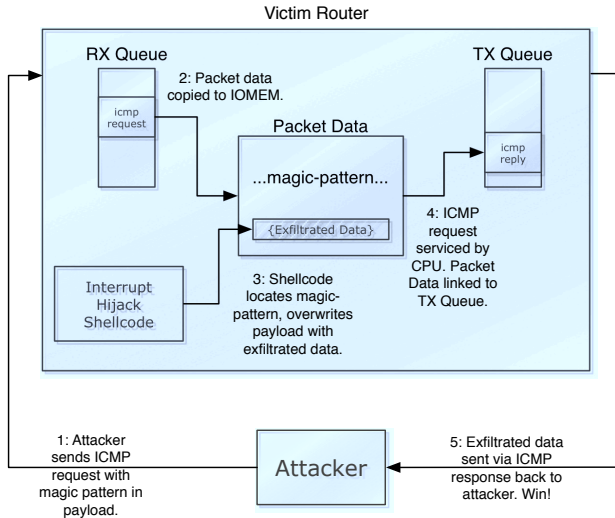 Victim Router
RX Queue
TX Queue
icmp
request
2: Packet data
copied to IOMEM.
Packet Data
...magic-pattern...
{Exfiltrated Data}
icmp
reply
Interrupt
Hijack
Shellcode
3: Shellcode
locates magic-
pattern, overwrites
payload with
exfiltrated data.
4: ICMP
request
serviced by
CPU. Packet
Data linked to
TX Queue.
1: Attacker
sends ICMP
request with
magic pattern in
payload.
Attacker
5: Exfiltrated data
sent via ICMP
response back to
attacker. Win!